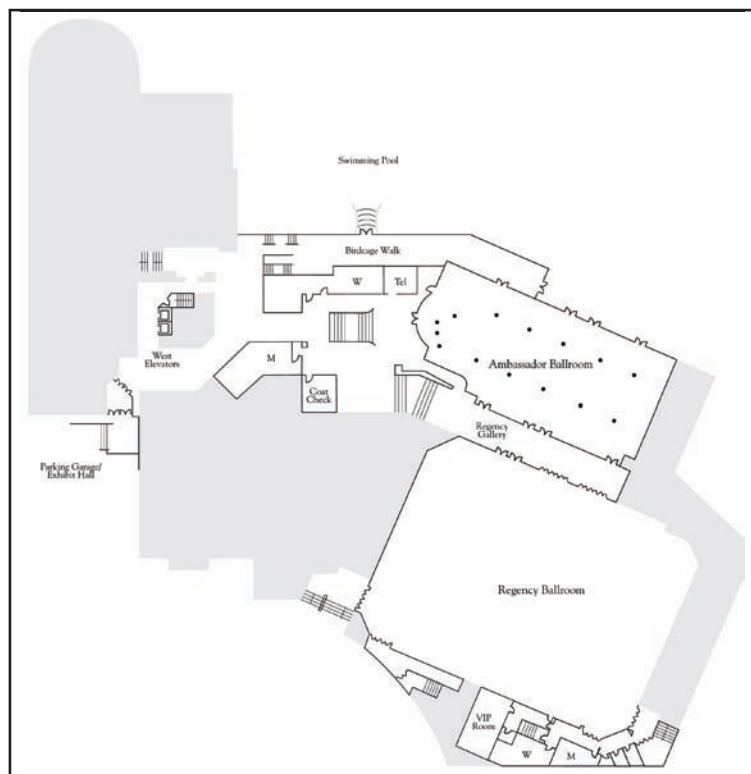 Swimming Pool
Birdcage Walk
W
Tel
West
Elevators
M
Coat
Check
Ambassador Ballroom
Regency
Gallery
Parking Garage/
Exhibit Hall
Regency Ballroom
VIP
Room
W
M